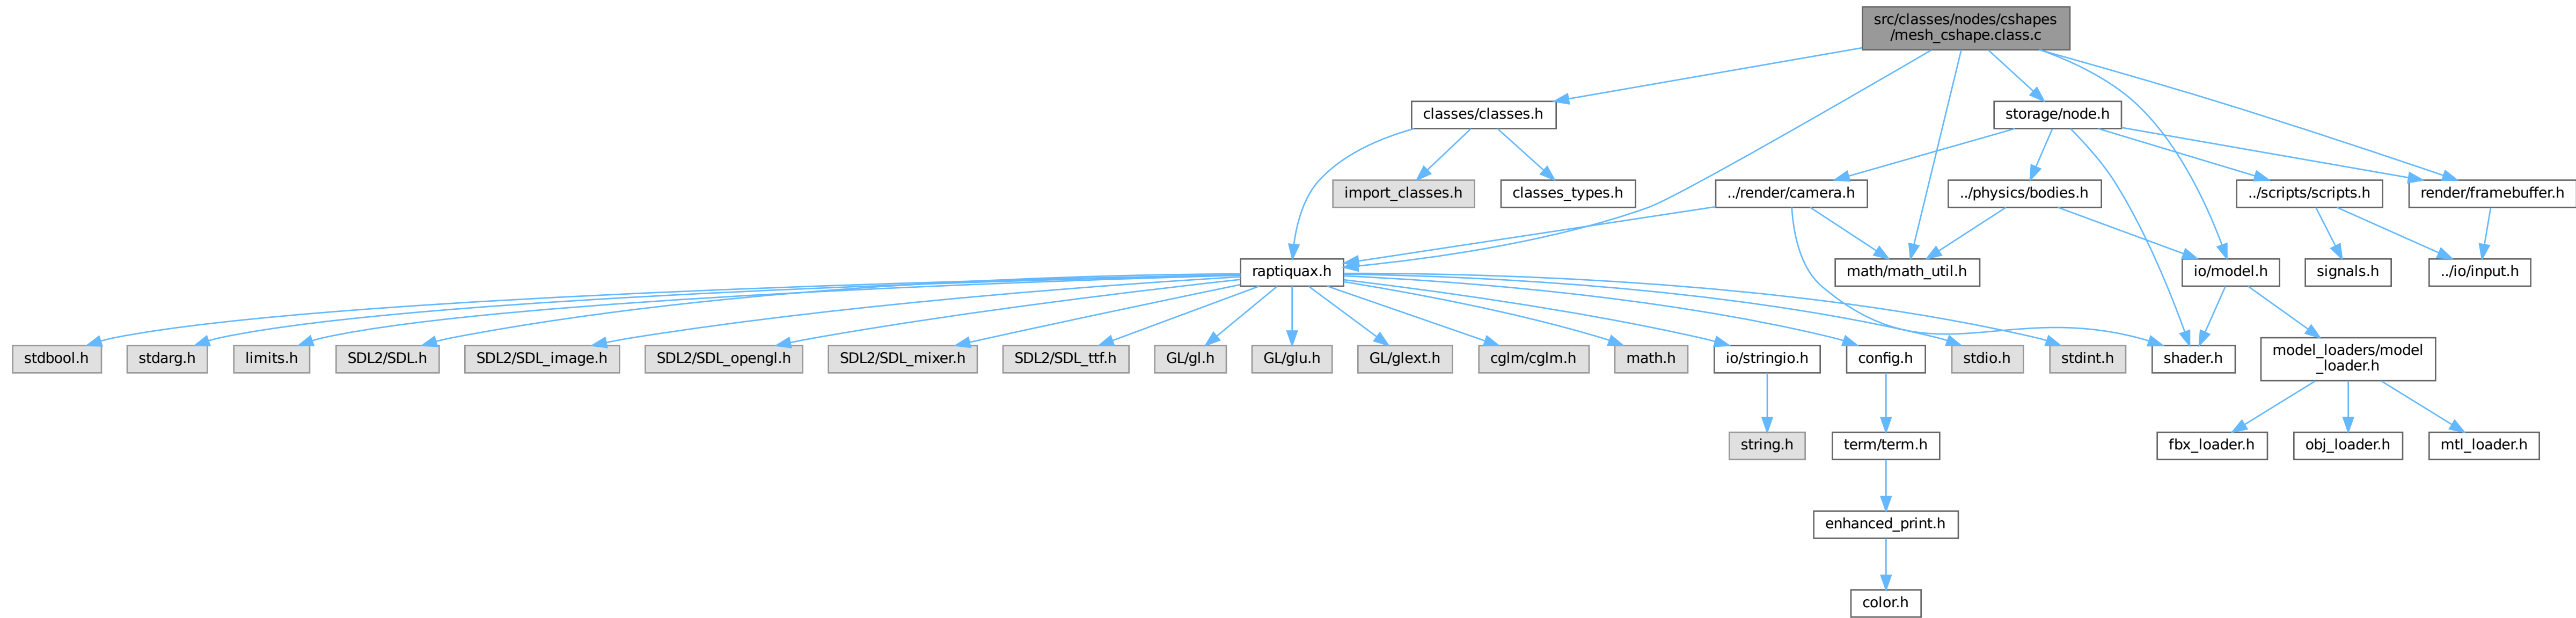 src/classes/nodes/cshapes
/mesh_cshape.class.c
classes/classes.h
storage/node.h
import_classes.h
classes_types.h
../render/camera.h
../physics/bodies.h
../scripts/scripts.h
render/framebuffer.h
raptiquax.h
math/math_util.h
io/model.h
signals.h
../io/input.h
stdbool.h
stdarg.h
limits.h
SDL2/SDL.h
SDL2/SDL_image.h
SDL2/SDL_opengl.h
SDL2/SDL_mixer.h
SDL2/SDL_ttf.h
GL/gl.h
GL/glu.h
GL/glext.h
cglm/cglm.h
math.h
io/stringio.h
config.h
stdio.h
stdint.h
shader.h
model_loaders/model
_loader.h
string.h
term/term.h
fbx_loader.h
obj_loader.h
mtl_loader.h
enhanced_print.h
color.h